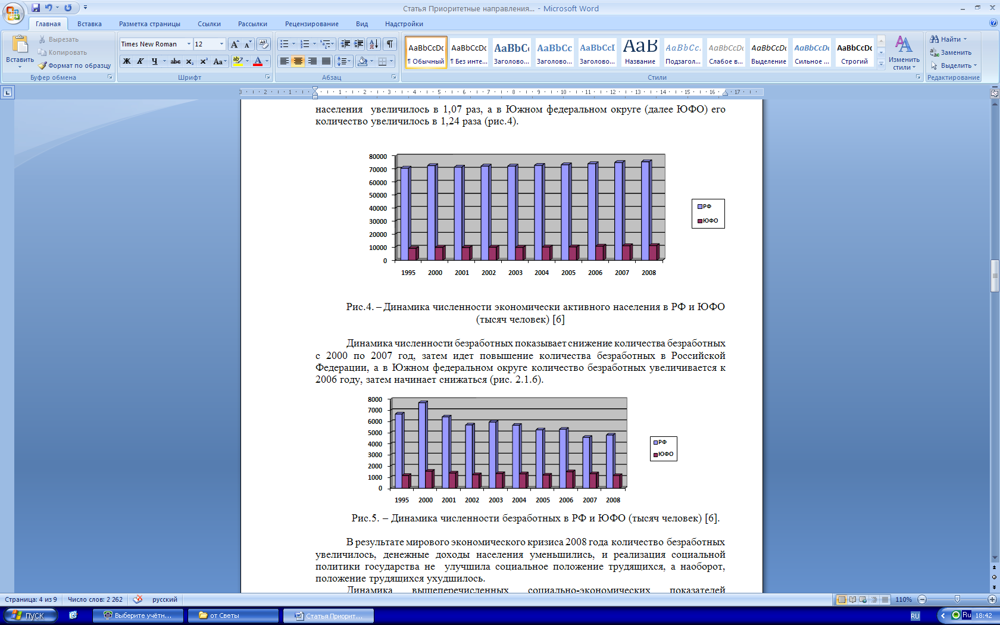 Статья Приоритетные направления... - Microsoft Word
Главная Вставка Разметка страницы Ссылки Рассылки Рецензирование Вид Надстройки
Вставить
Вырезать
Копировать
Формат по образцу
Буфер обмена
Times New Roman 12
Ж К Ч abc x₂ x² Aa
Шрифт
Абзац
AaBbCcDc AaBbCcDc AaBbCc AaBbCc AaBbCcI AaB AaBbCc. AaBbCcDc AaBbCcDc AaBbCcDc AaBbCcDc
¶ Обычный ¶ Без инте... Заголово... Заголово... Заголово... Название Подзагол... Слабое в... Выделение Сильное ... Строгий
Изменить стили
Стили
Найти
Заменить
Выделить
Редактирование
3 2 1 1 2 3 4 5 6 7 8 9 10 11 12 13 14 15 16 17
населения увеличилось в 1,07 раз, а в Южном федеральном округе (далее ЮФО) его
количество увеличилось в 1,24 раза (рис.4).
80000
70000
60000
50000
40000
30000
20000
10000
0
1995 2000 2001 2002 2003 2004 2005 2006 2007 2008
РФ
ЮФО
Рис.4. – Динамика численности экономически активного населения в РФ и ЮФО
(тысяч человек) [6]
Динамика численности безработных показывает снижение количества безработных
с 2000 по 2007 год, затем идет повышение количества безработных в Российской
Федерации, а в Южном федеральном округе количество безработных увеличивается к
2006 году, затем начинает снижаться (рис. 2.1.6).
8000
7000
6000
5000
4000
3000
2000
1000
0
1995 2000 2001 2002 2003 2004 2005 2006 2007 2008
РФ
ЮФО
Рис.5. – Динамика численности безработных в РФ и ЮФО (тысяч человек) [6].
В результате мирового экономического кризиса 2008 года количество безработных
увеличилось, денежные доходы населения уменьшились, и реализация социальной
политики государства не улучшила социальное положение трудящихся, а наоборот,
положение трудящихся ухудшилось.
Динамика вышеперечисленных социально-экономических показателей
Страница: 4 из 9 Число слов: 2 262 русский 110%
пуск Выберите учётн... от Светы Статья Приорит... RU Ru 18:42